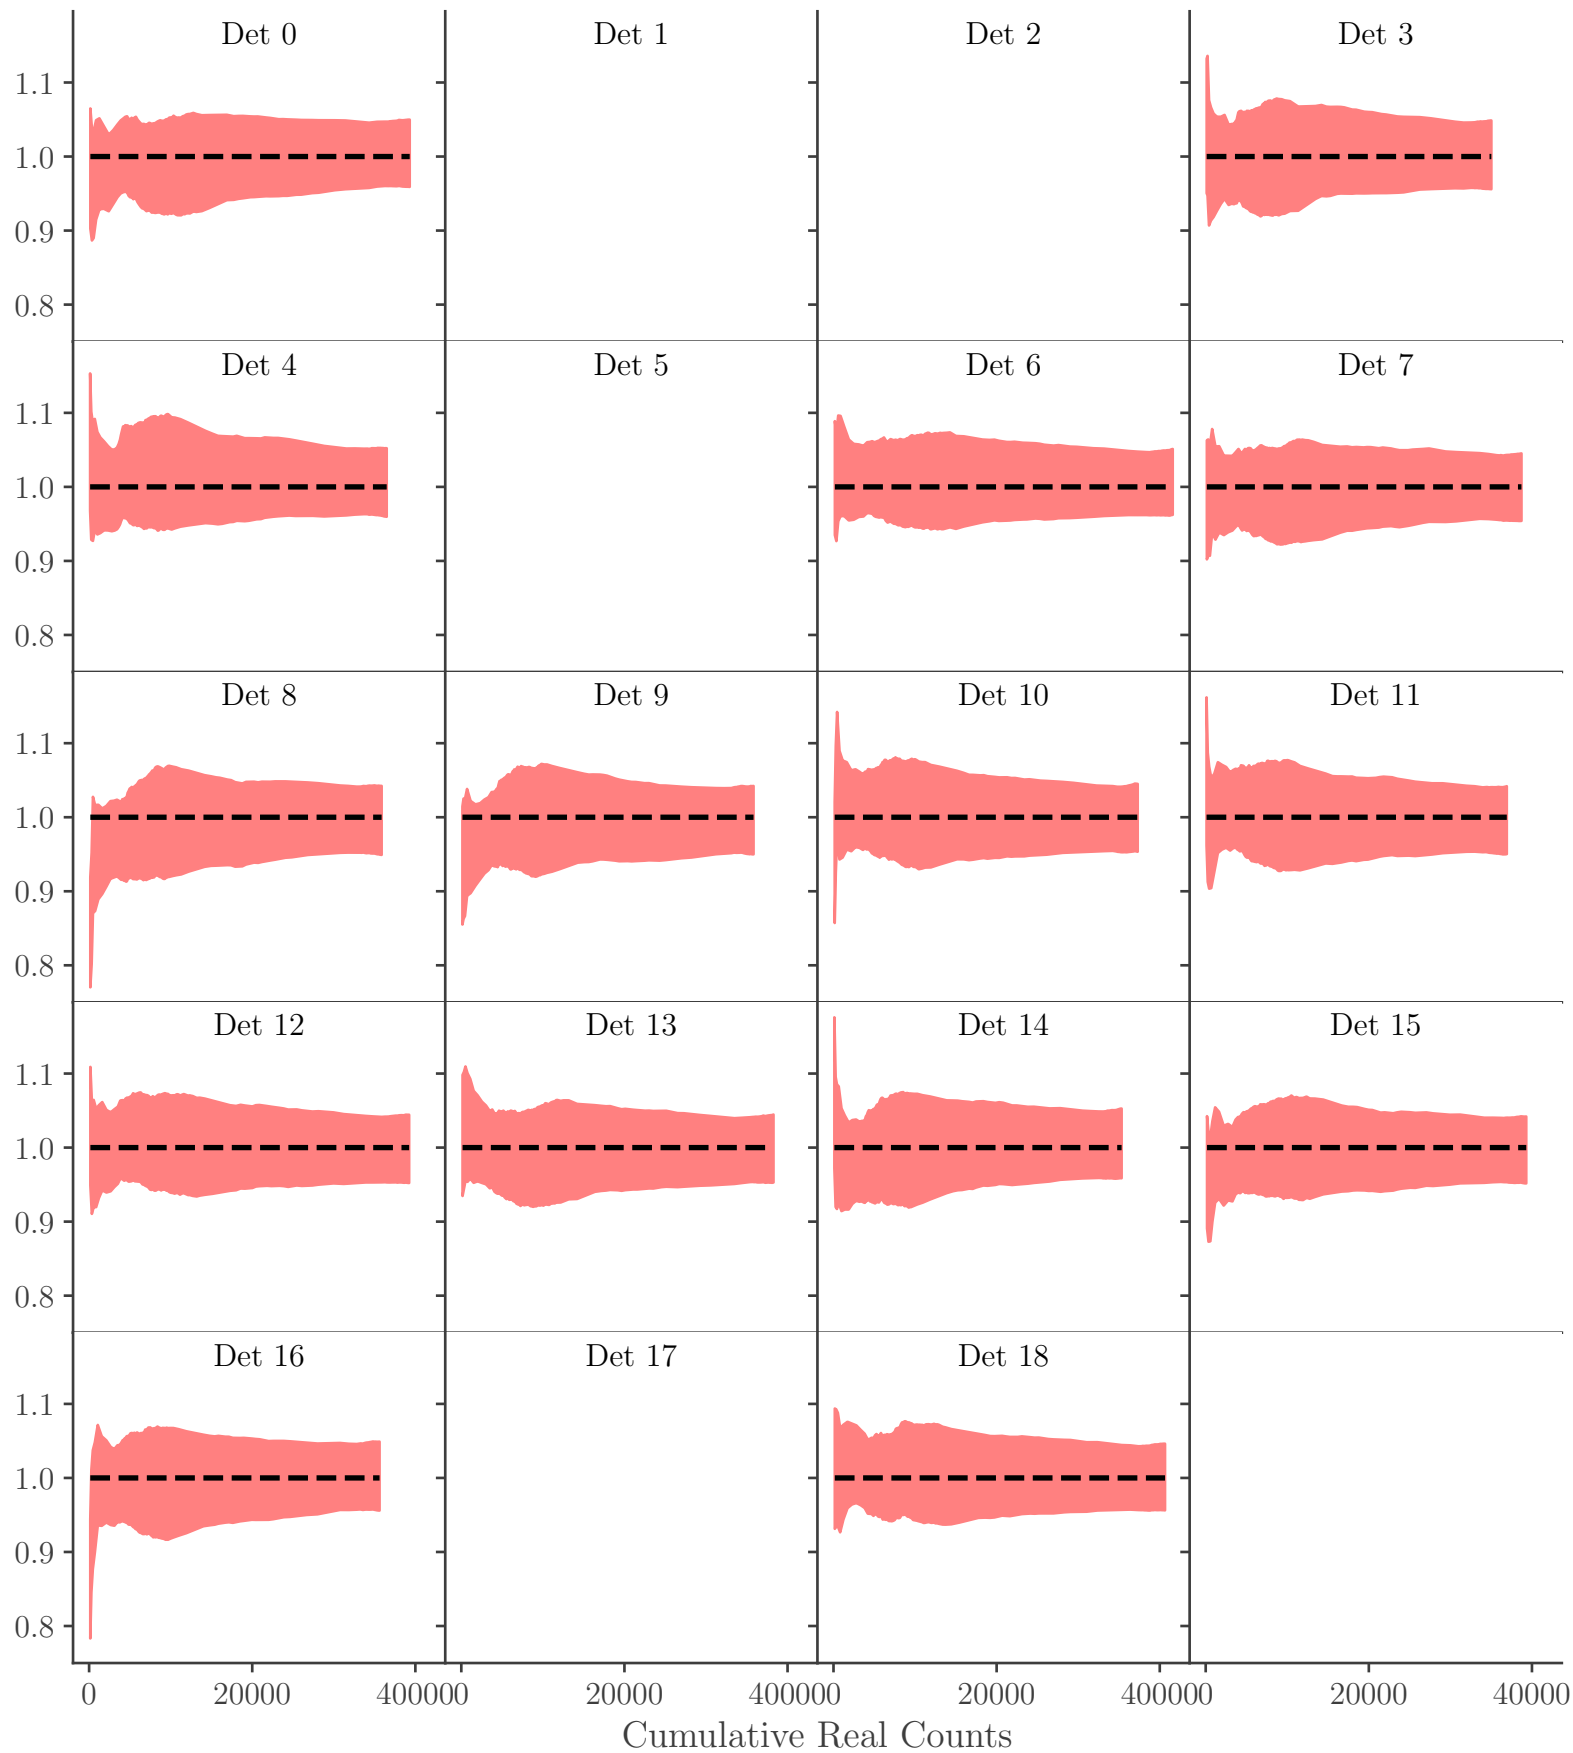 Det 0 Det 1 Det 2 Det 3
1.1
1.0
0.9
0.8
Det 4 Det 5 Det 6 Det 7
1.1
1.0
0.9
0.8
Det 8 Det 9 Det 10 Det 11
1.1
1.0
0.9
0.8
Det 12 Det 13 Det 14 Det 15
1.1
1.0
0.9
0.8
Det 16 Det 17 Det 18
1.1
1.0
0.9
0.8
0 20000 400000 20000 400000 20000 400000 20000 40000
Cumulative Real Counts